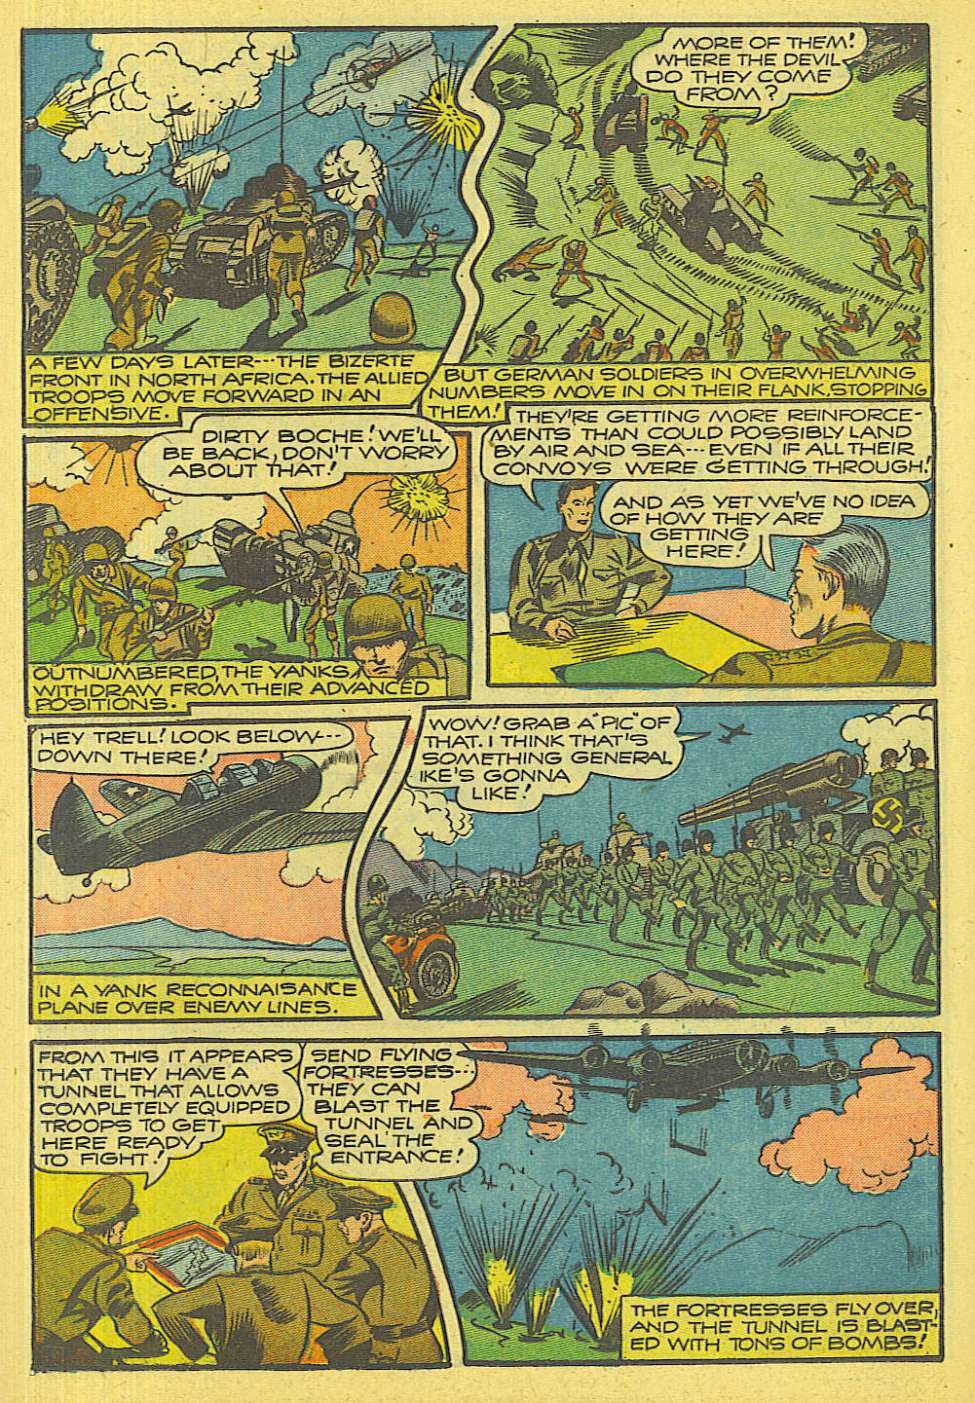 A FEW DAYS LATER---THE BIZERTE
FRONT IN NORTH AFRICA. THE ALLIED
TROOPS MOVE FORWARD IN AN
OFFENSIVE.
MORE OF THEM!
WHERE THE DEVIL
DO THEY COME
FROM?
BUT GERMAN SOLDIERS IN OVERWHELMING
NUMBERS MOVE IN ON THEIR FLANK, STOPPING
THEM!
DIRTY BOCHE! WE'LL
BE BACK, DON'T WORRY
ABOUT THAT!
OUTNUMBERED, THE YANKS
WITHDRAW FROM THEIR ADVANCED
POSITIONS.
THEY'RE GETTING MORE REINFORCE-
MENTS THAN COULD POSSIBLY LAND
BY AIR AND SEA---EVEN IF ALL THEIR
CONVOYS WERE GETTING THROUGH!
AND AS YET WE'VE NO IDEA
OF HOW THEY ARE
GETTING
HERE!
HEY TRELL! LOOK BELOW---
DOWN THERE!
IN A YANK RECONNAISANCE
PLANE OVER ENEMY LINES.
WOW! GRAB A "PIC" OF
THAT. I THINK THAT'S
SOMETHING GENERAL
IKE'S GONNA
LIKE!
FROM THIS IT APPEARS
THAT THEY HAVE A
TUNNEL THAT ALLOWS
COMPLETELY EQUIPPED
TROOPS TO GET
HERE READY
TO FIGHT!
SEND FLYING
FORTRESSES---
THEY CAN
BLAST THE
TUNNEL AND
SEAL THE
ENTRANCE!
THE FORTRESSES FLY OVER,
AND THE TUNNEL IS BLAST-
ED WITH TONS OF BOMBS!